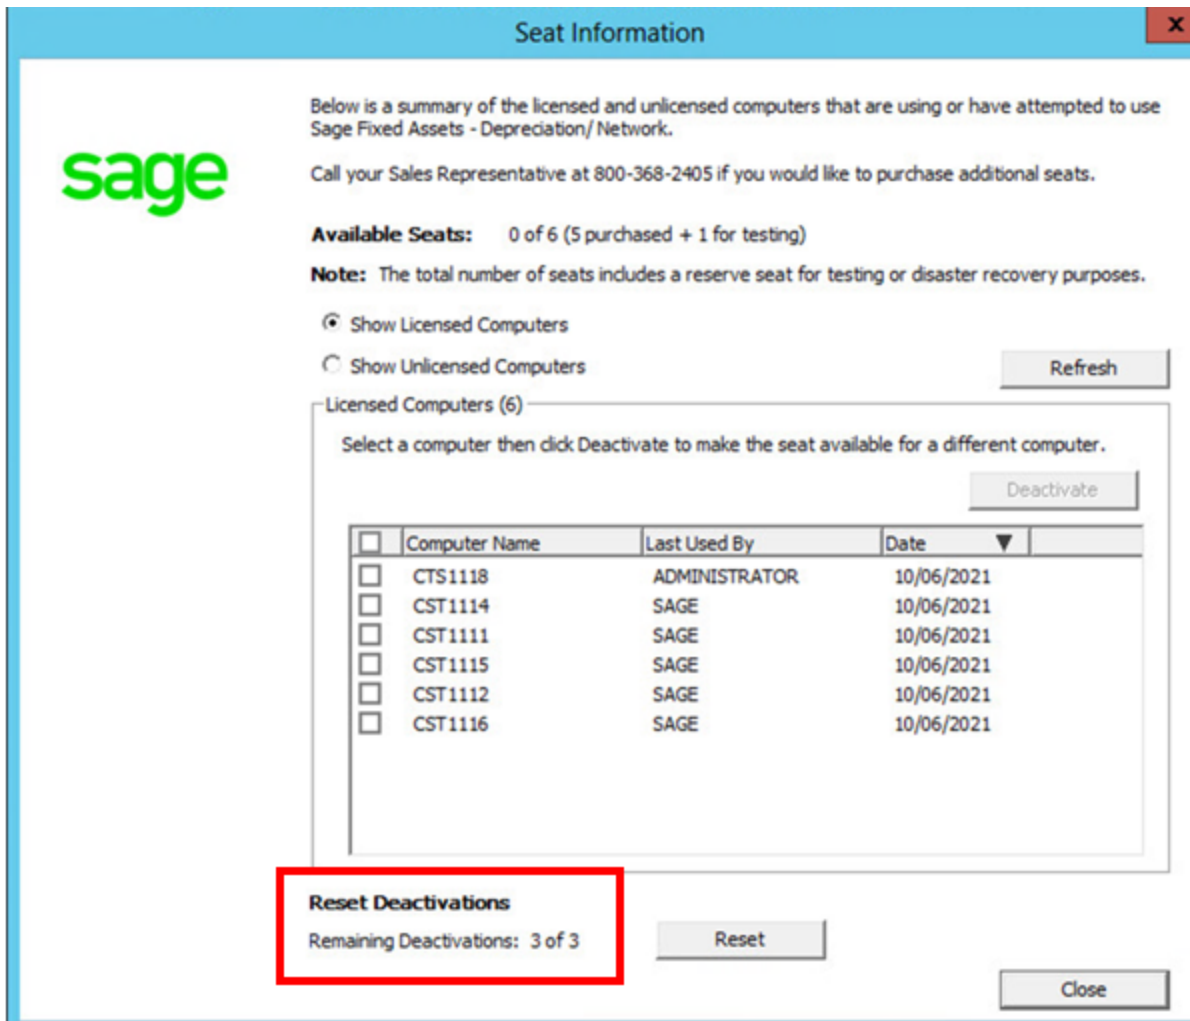 Seat Information
x
sage
Below is a summary of the licensed and unlicensed computers that are using or have attempted to use
Sage Fixed Assets - Depreciation/ Network.
Call your Sales Representative at 800-368-2405 if you would like to purchase additional seats.
Available Seats: 0 of 6 (5 purchased + 1 for testing)
Note: The total number of seats includes a reserve seat for testing or disaster recovery purposes.
Show Licensed Computers
Show Unlicensed Computers
Refresh
Licensed Computers (6)
Select a computer then click Deactivate to make the seat available for a different computer.
Deactivate
Computer Name Last Used By Date
CTS1118 ADMINISTRATOR 10/06/2021
CST1114 SAGE 10/06/2021
CST1111 SAGE 10/06/2021
CST1115 SAGE 10/06/2021
CST1112 SAGE 10/06/2021
CST1116 SAGE 10/06/2021
Reset Deactivations
Remaining Deactivations: 3 of 3
Reset
Close